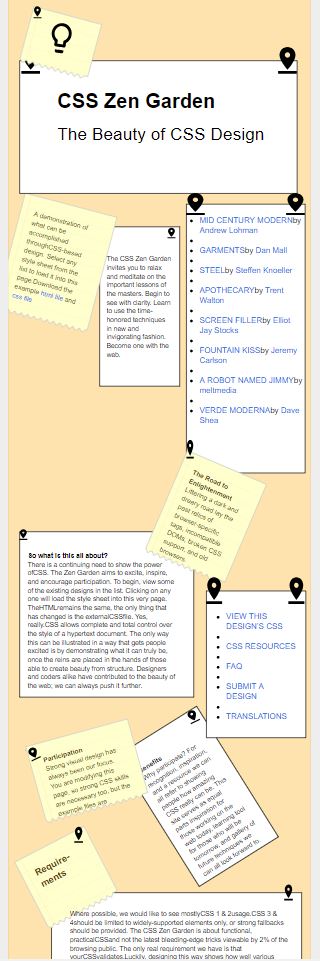 CSS Zen Garden
The Beauty of CSS Design
A demonstration of
what can be
accomplished
throughCSS-based
design. Select any
style sheet from the
list to load it into this
page.Download the
example html file and
css file
The CSS Zen Garden
invites you to relax
and meditate on the
important lessons of
the masters. Begin to
see with clarity. Learn
to use the time-
honored techniques
in new and
invigorating fashion.
Become one with the
web.
MID CENTURY MODERNby
Andrew Lohman
GARMENTSby Dan Mall
STEELby Steffen Knoeller
APOTHECARYby Trent
Walton
SCREEN FILLERby Elliot
Jay Stocks
FOUNTAIN KISSby Jeremy
Carlson
A ROBOT NAMED JIMMYby
meltmedia
VERDE MODERNAby Dave
Shea
The Road to
Enlightenment
Littering a dark and
dreary road lay the
past relics of
browser-specific
tags, incompatible
DOMs, broken CSS
support, and old
browsers.
So what is this all about?
There is a continuing need to show the power
ofCSS. The Zen Garden aims to excite, inspire,
and encourage participation. To begin, view some
of the existing designs in the list. Clicking on any
one will load the style sheet into this very page.
TheHTMLremains the same, the only thing that
has changed is the externalCSSfile. Yes,
really.CSS allows complete and total control over
the style of a hypertext document. The only way
this can be illustrated in a way that gets people
excited is by demonstrating what it can truly be,
once the reins are placed in the hands of those
able to create beauty from structure. Designers
and coders alike have contributed to the beauty of
the web; we can always push it further.
VIEW THIS
DESIGN'S CSS
CSS RESOURCES
FAQ
SUBMIT A
DESIGN
TRANSLATIONS
Participation
Strong visual design has
always been our focus.
You are modifying this
page, so strong CSS skills
are necessary too, but the
example files are
Benefits
Why participate? For
recognition, inspiration,
and a resource we can
all refer to showing
people how amazing
CSS really can be. This
site serves as equal
parts inspiration for
those working on the
web today, learning tool
for those who will be
tomorrow, and gallery of
future techniques we
can all look forward to.
Require-
ments
Where possible, we would like to see mostlyCSS 1 & 2usage.CSS 3 &
4should be limited to widely-supported elements only, or strong fallbacks
should be provided. The CSS Zen Garden is about functional,
practicalCSSand not the latest bleeding-edge tricks viewable by 2% of the
browsing public. The only real requirement we have is that
yourCSSvalidates.Luckily, designing this way shows how well various